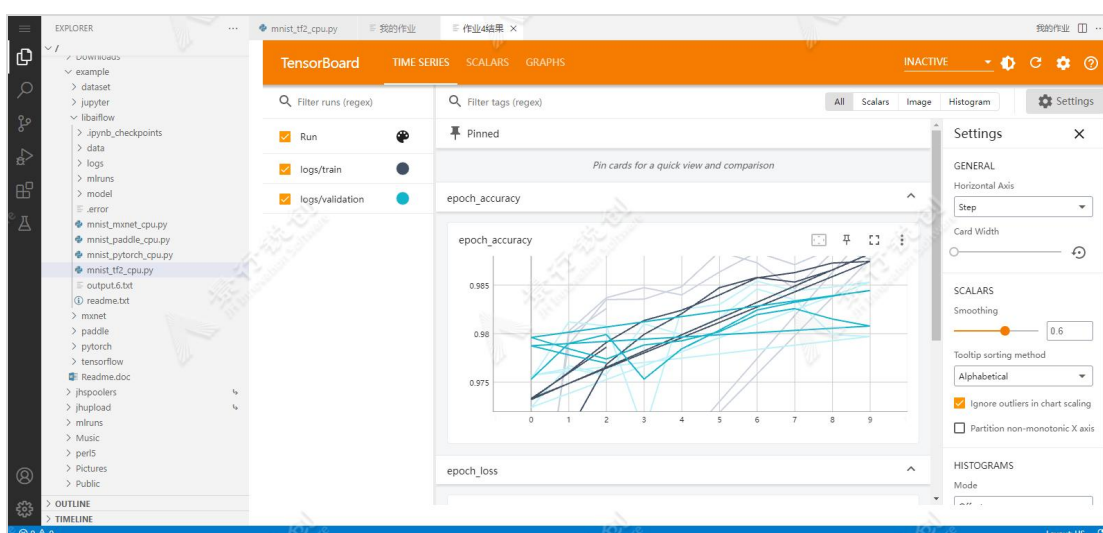 EXPLORER ···
mnist_tf2_cpu.py 我的作业 作业4结果 × 我的作业 ···
/
Downloads
example
dataset
jupyter
libaiflow
.ipynb_checkpoints
data
logs
mlruns
model
.error
mnist_mxnet_cpu.py
mnist_paddle_cpu.py
mnist_pytorch_cpu.py
mnist_tf2_cpu.py
output.6.txt
readme.txt
mxnet
paddle
pytorch
tensorflow
Readme.doc
jhspoolers
jhupload
mlruns
Music
perl5
Pictures
Public
OUTLINE
TIMELINE
TensorBoard TIME SERIES SCALARS GRAPHS INACTIVE
Filter runs (regex)
Run
logs/train
logs/validation
Filter tags (regex) All Scalars Image Histogram Settings
Pinned
Pin cards for a quick view and comparison
epoch_accuracy
epoch_accuracy
0.985
0.98
0.975
0 1 2 3 4 5 6 7 8 9
epoch_loss
Settings ×
GENERAL
Horizontal Axis
Step
Card Width
SCALARS
Smoothing
0.6
Tooltip sorting method
Alphabetical
Ignore outliers in chart scaling
Partition non-monotonic X axis
HISTOGRAMS
Mode